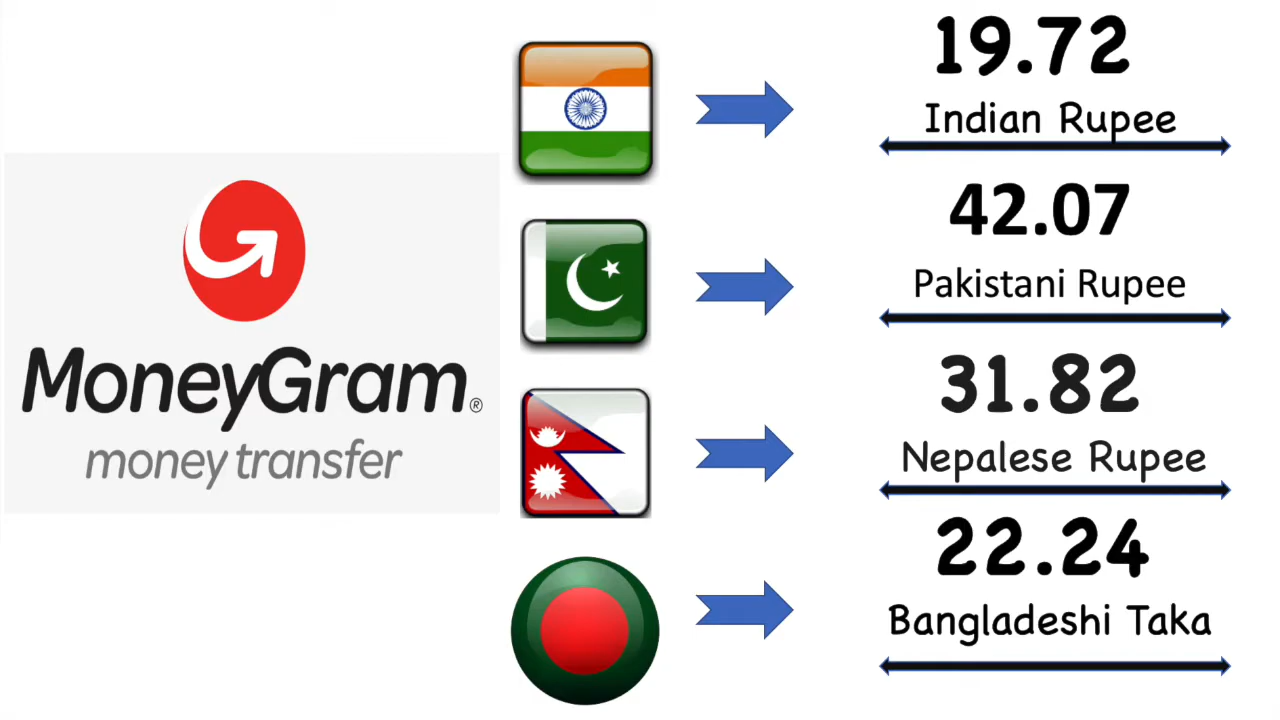 MoneyGram®
money transfer
19.72
Indian Rupee
42.07
Pakistani Rupee
31.82
Nepalese Rupee
22.24
Bangladeshi Taka